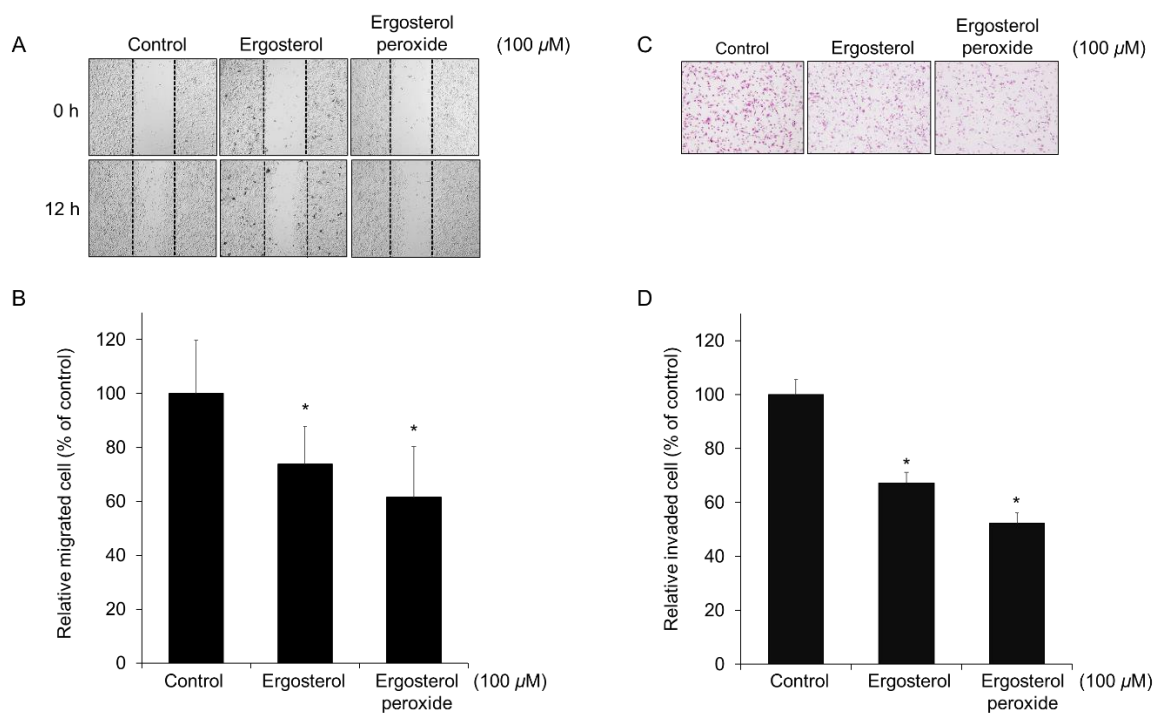 A
Control
Ergosterol
Ergosterol
peroxide
(100 µM)
0 h
12 h
C
Control
Ergosterol
Ergosterol
peroxide
(100 µM)
B
Relative migrated cell (% of control)
120
100
80
60
40
20
0
*
*
Control
Ergosterol
Ergosterol
peroxide
(100 µM)
D
Relative invaded cell (% of control)
120
100
80
60
40
20
0
*
*
Control
Ergosterol
Ergosterol
peroxide
(100 µM)